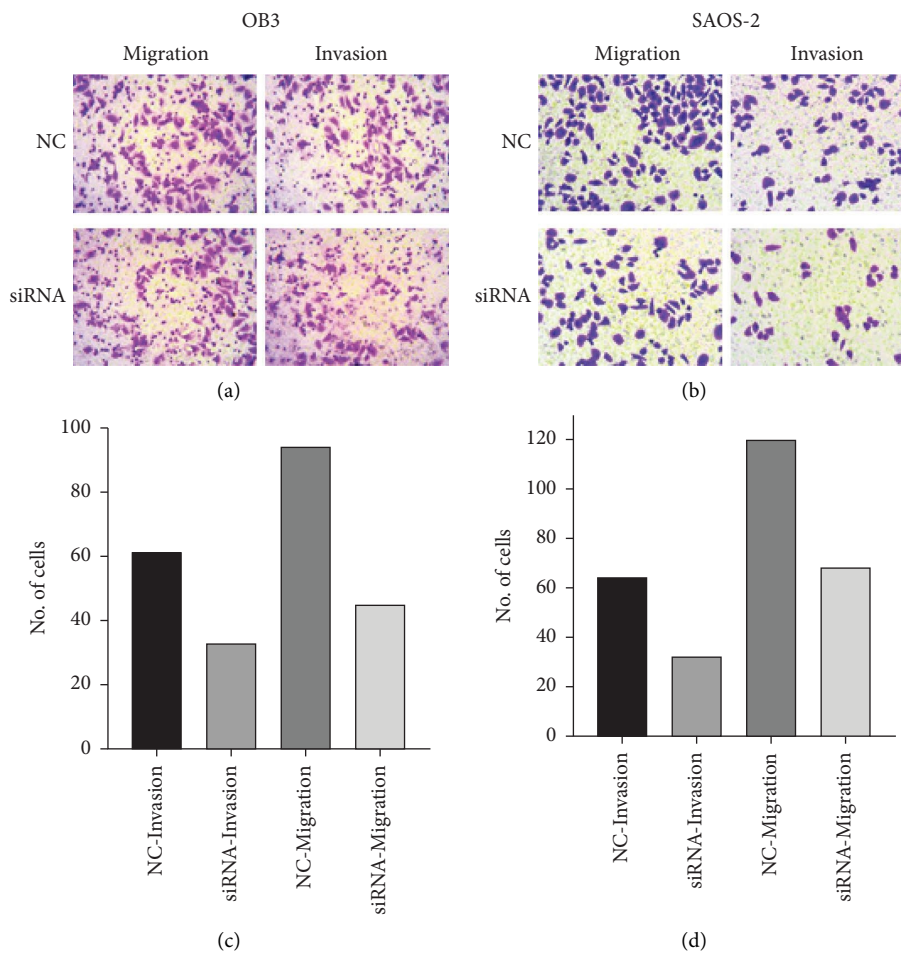 OB3
Migration Invasion
NC
siRNA
(a)
SAOS-2
Migration Invasion
NC
siRNA
(b)
No. of cells
100
80
60
40
20
0
NC-Invasion
siRNA-Invasion
NC-Migration
siRNA-Migration
(c)
No. of cells
120
100
80
60
40
20
0
NC-Invasion
siRNA-Invasion
NC-Migration
siRNA-Migration
(d)